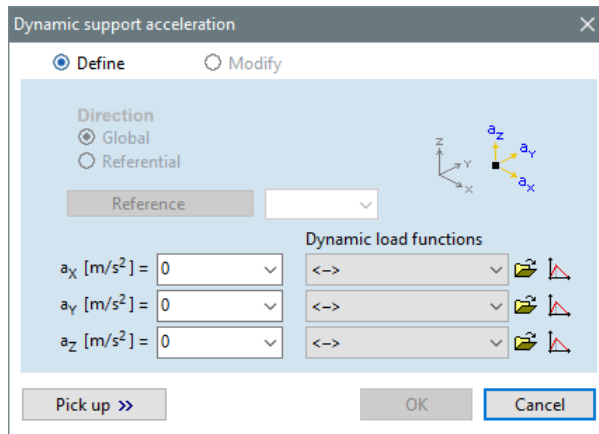 Dynamic support acceleration
Define Modify
Direction
Global
Referential
Reference
z Y X
aZ aY aX
Dynamic load functions
aX [m/s²] = 0 <->
aY [m/s²] = 0 <->
aZ [m/s²] = 0 <->
Pick up >> OK Cancel